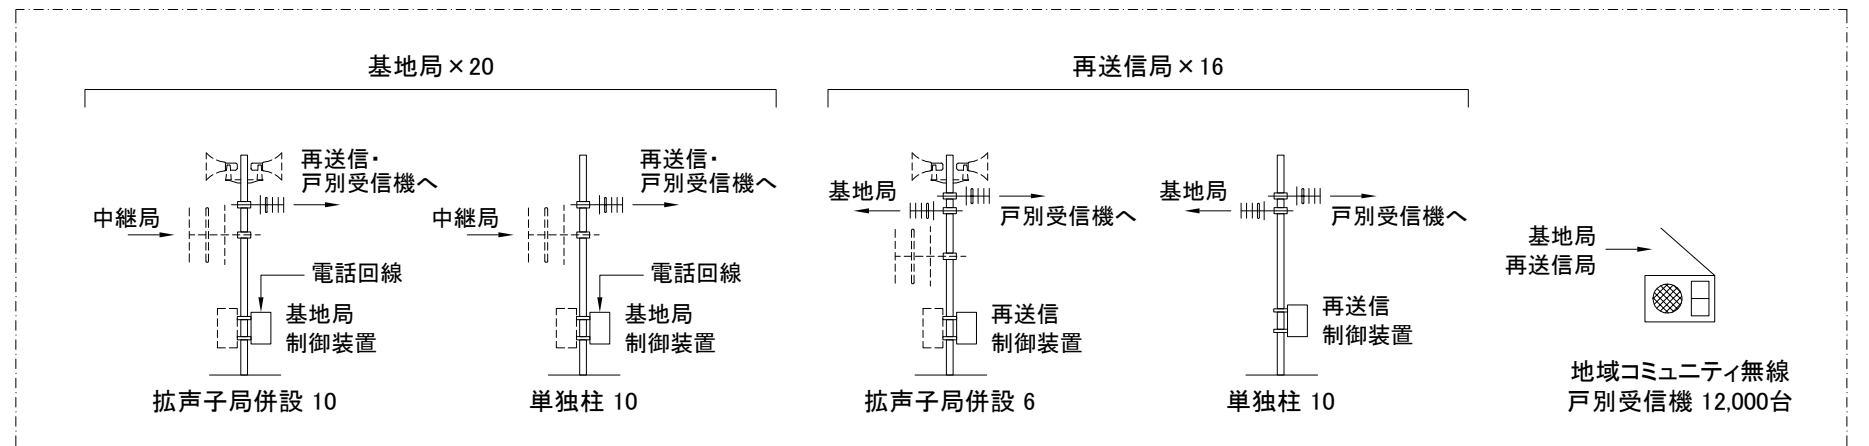 基地局×20
再送信局×16
再送信・
戸別受信機へ
中継局
電話回線
基地局
制御装置
拡声子局併設 10
再送信・
戸別受信機へ
中継局
電話回線
基地局
制御装置
単独柱 10
基地局
戸別受信機へ
再送信
制御装置
拡声子局併設 6
基地局
戸別受信機へ
再送信
制御装置
単独柱 10
基地局
再送信局
地域コミュニティ無線
戸別受信機 12,000台